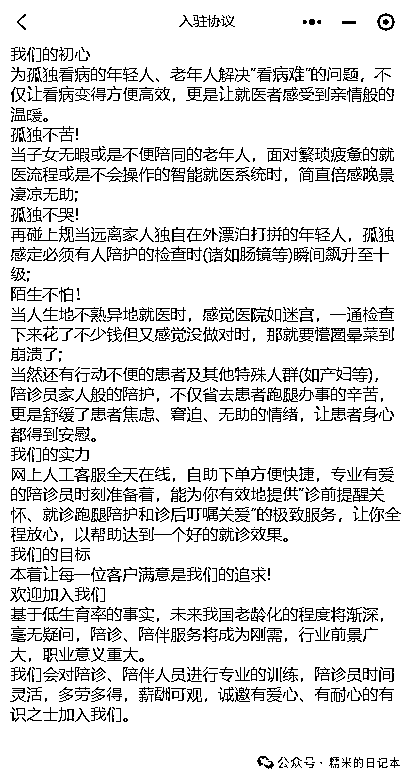 入驻协议
我们的初心
为孤独看病的年轻人、老年人解决"看病难"的问题，不
仅让看病变得方便高效，更是让就医者感受到亲情般的
温暖。
孤独不苦!
当子女无暇或是不便陪同的老年人，面对繁琐疲惫的就
医流程或是不会操作的智能就医系统时，简直倍感晚景
凄凉无助;
孤独不哭!
再碰上规当远离家人独自在外漂泊打拼的年轻人，孤独
感定必须有人陪护的检查时(诸如肠镜等)瞬间飙升至十
级;
陌生不怕!
当人生地不熟异地就医时，感觉医院如迷宫，一通检查
下来花了不少钱但又感觉没做对时，那就要懵圈晕菜到
崩溃了;
当然还有行动不便的患者及其他特殊人群(如产妇等)，
陪诊员家人般的陪护，不仅省去患者跑腿办事的辛苦，
更是舒缓了患者焦虑、窘迫、无助的情绪，让患者身心
都得到安慰。
我们的实力
网上人工客服全天在线，自助下单方便快捷，专业有爱
的陪诊员时刻准备着，能为你有效地提供"诊前提醒关
怀、就诊跑腿陪护和诊后叮嘱关爱"的极致服务，让你全
程放心，以帮助达到一个好的就诊效果。
我们的目标
本着让每一位客户满意是我们的追求!
欢迎加入我们
基于低生育率的事实，未来我国老龄化的程度将渐深，
毫无疑问，陪诊、陪伴服务将成为刚需，行业前景广
大，职业意义重大。
我们会对陪诊、陪伴人员进行专业的训练，陪诊员时间
灵活，多劳多得，薪酬可观，诚邀有爱心、有耐心的有
识之士加入我们。
公众号·糯米的日记本